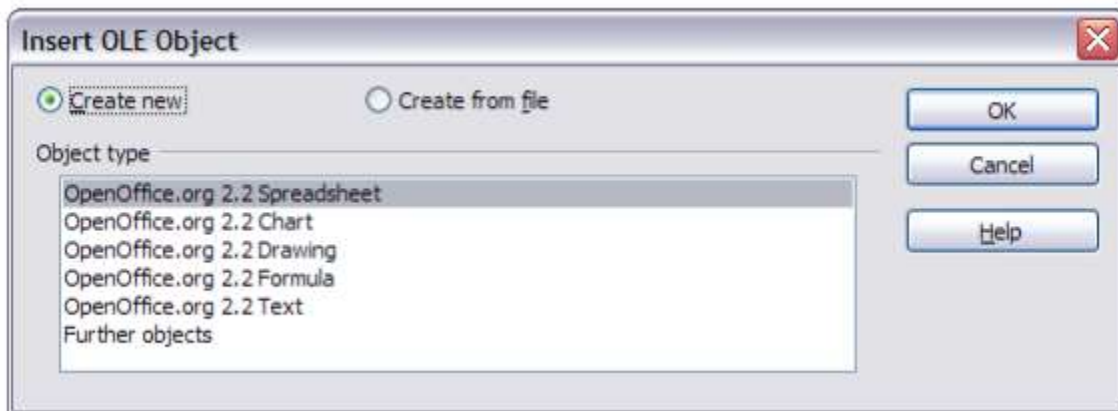 Insert OLE Object
Create new
Create from file
OK
Object type
Cancel
OpenOffice.org 2.2 Spreadsheet
OpenOffice.org 2.2 Chart
Help
OpenOffice.org 2.2 Drawing
OpenOffice.org 2.2 Formula
OpenOffice.org 2.2 Text
Further objects